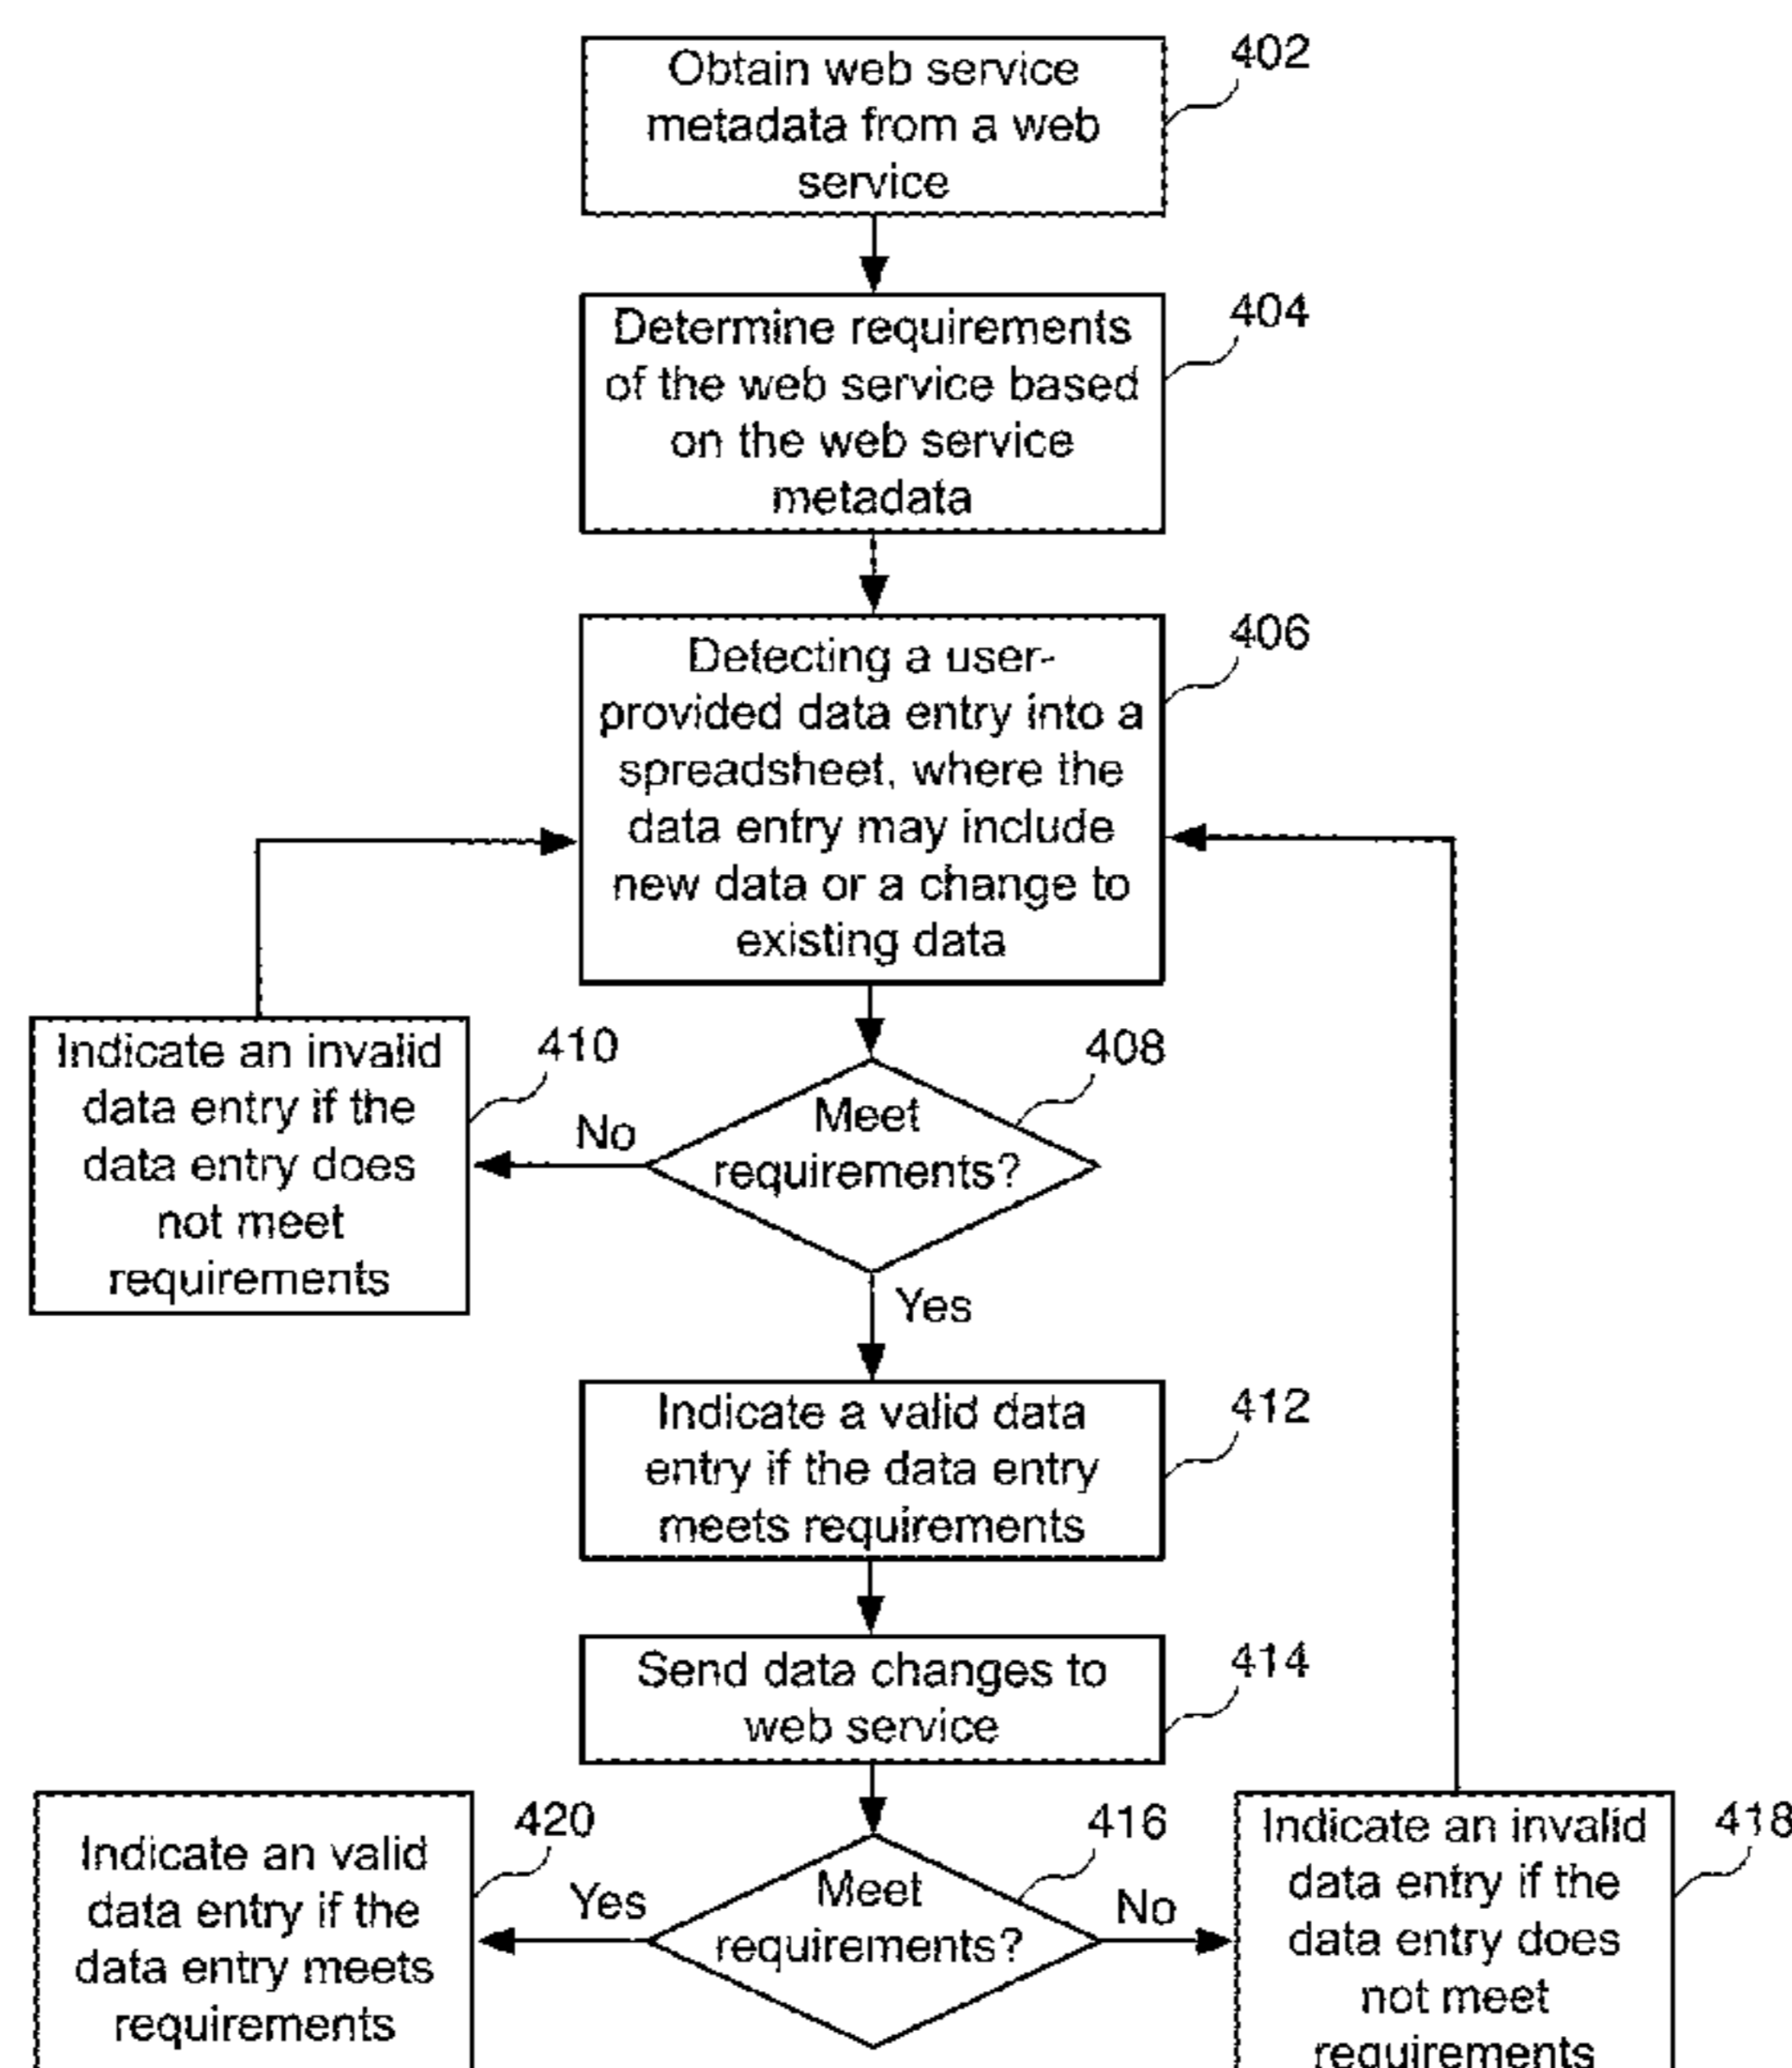 Obtain web service
metadata from a web
service
402
Determine requirements
of the web service based
on the web service
metadata
404
Detecting a user-
provided data entry into a
spreadsheet, where the
data entry may include
new data or a change to
existing data
406
Indicate an invalid
data entry if the
data entry does
not meet
requirements
410
No
Meet
requirements?
408
Yes
Indicate a valid data
entry if the data entry
meets requirements
412
Send data changes to
web service
414
Indicate an valid
data entry if the
data entry meets
requirements
420
Yes
Meet
requirements?
416
No
Indicate an invalid
data entry if the
data entry does
not meet
requirements
418